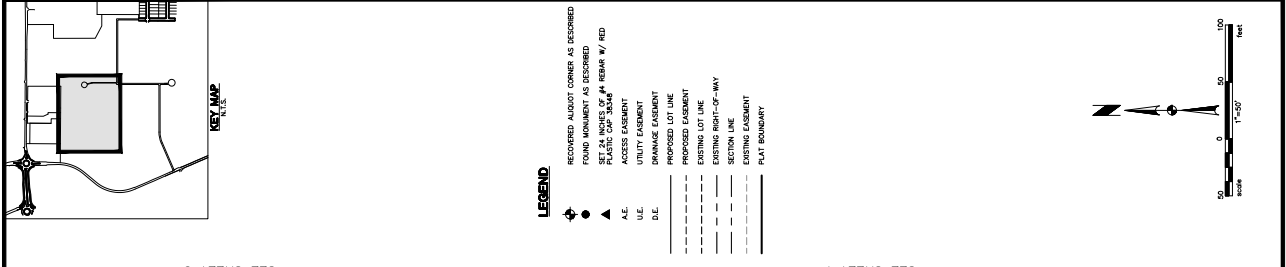 KEY MAP
N.T.S.
LEGEND
RECOVERED ALIQUOT CORNER AS DESCRIBED
FOUND MONUMENT AS DESCRIBED
SET 24 INCHES OF #4 REBAR W/ RED
PLASTIC CAP 38348
A.E. ACCESS EASEMENT
U.E. UTILITY EASEMENT
D.E. DRAINAGE EASEMENT
PROPOSED LOT LINE
PROPOSED EASEMENT
EXISTING LOT LINE
EXISTING RIGHT-OF-WAY
SECTION LINE
EXISTING EASEMENT
PLAT BOUNDARY
N
50 0 50 100
scale 1"=50' feet